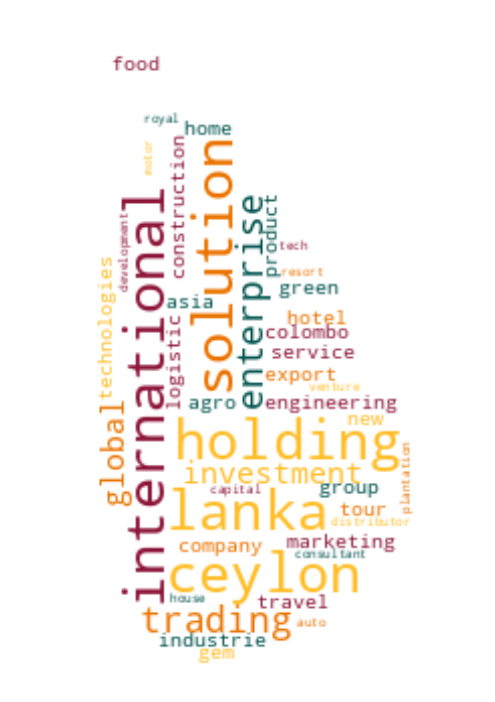 food
royal
home
motor
construction
solution
international
development
enterprise
product
tech
resort
technologies
asia
green
logistic
hotel
colombo
service
export
venture
global
agro
engineering
new
holding
investment
plantation
capital
group
lanka
tour
distributor
company
marketing
consultant
ceylon
house
travel
trading
auto
industrie
gem